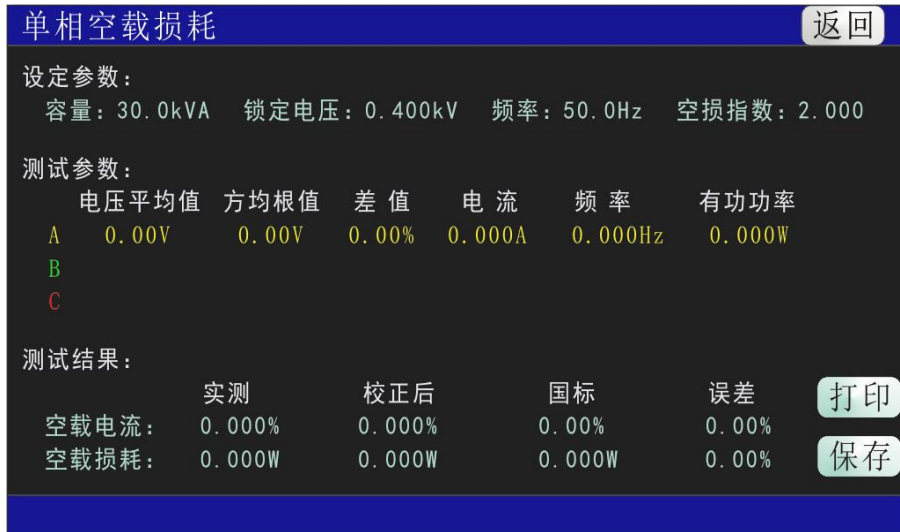 单相空载损耗 返回
设定参数：
容量：30.0kVA 锁定电压：0.400kV 频率：50.0Hz 空损指数：2.000
测试参数：
电压平均值 方均根值 差 值 电 流 频 率 有功功率
A 0.00V 0.00V 0.00% 0.000A 0.000Hz 0.000W
B
C
测试结果：
实测 校正后 国标 误差 打印
空载电流： 0.000% 0.000% 0.00% 0.00%
空载损耗： 0.000W 0.000W 0.000W 0.00% 保存